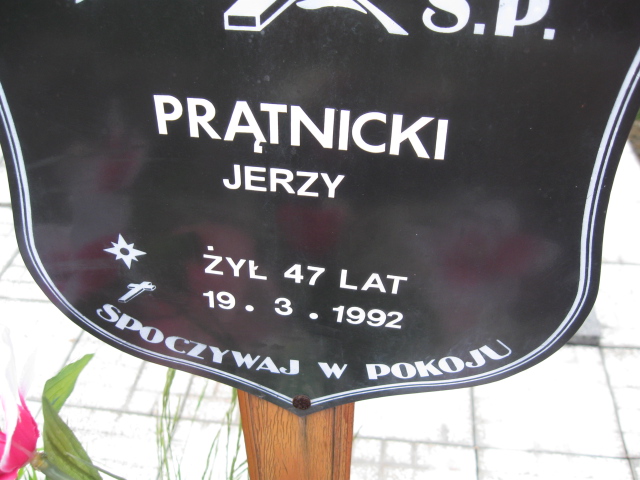 Ś.P.
PRĄTNICKI
JERZY
ŻYŁ 47 LAT
19. 3. 1992
SPOCZYWAJ W POKOJU